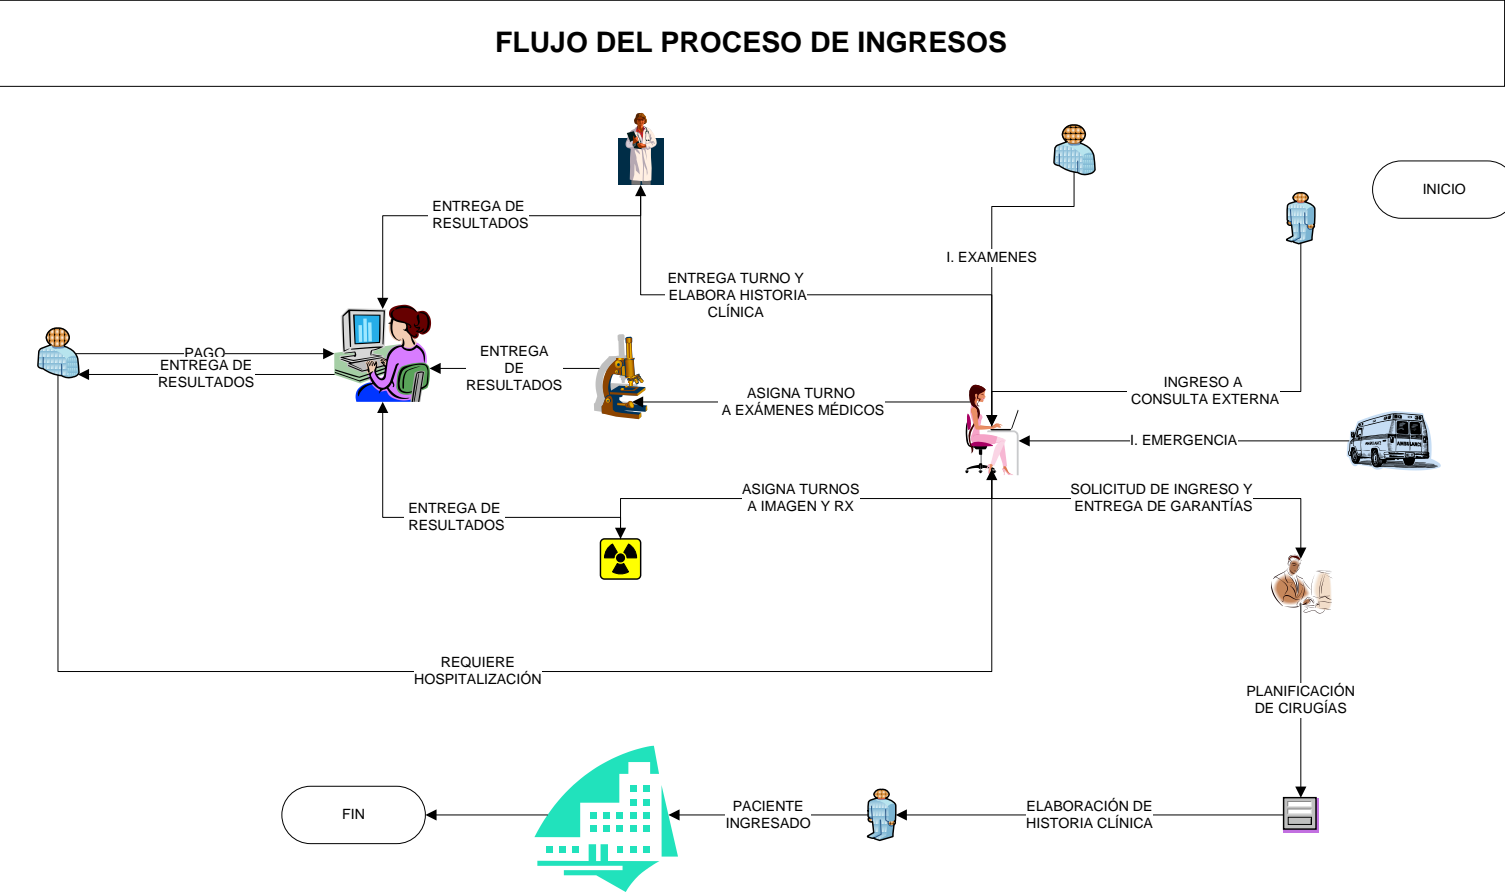 FLUJO DEL PROCESO DE INGRESOS
INICIO
ENTREGA DE
RESULTADOS
I. EXAMENES
ENTREGA TURNO Y
ELABORA HISTORIA
CLÍNICA
PAGO
ENTREGA DE
RESULTADOS
ENTREGA
DE
RESULTADOS
ASIGNA TURNO
A EXÁMENES MÉDICOS
INGRESO A
CONSULTA EXTERNA
I. EMERGENCIA
AMBULANCE
ENTREGA DE
RESULTADOS
ASIGNA TURNOS
A IMAGEN Y RX
SOLICITUD DE INGRESO Y
ENTREGA DE GARANTÍAS
REQUIERE
HOSPITALIZACIÓN
PLANIFICACIÓN
DE CIRUGÍAS
FIN
PACIENTE
INGRESADO
ELABORACIÓN DE
HISTORIA CLÍNICA